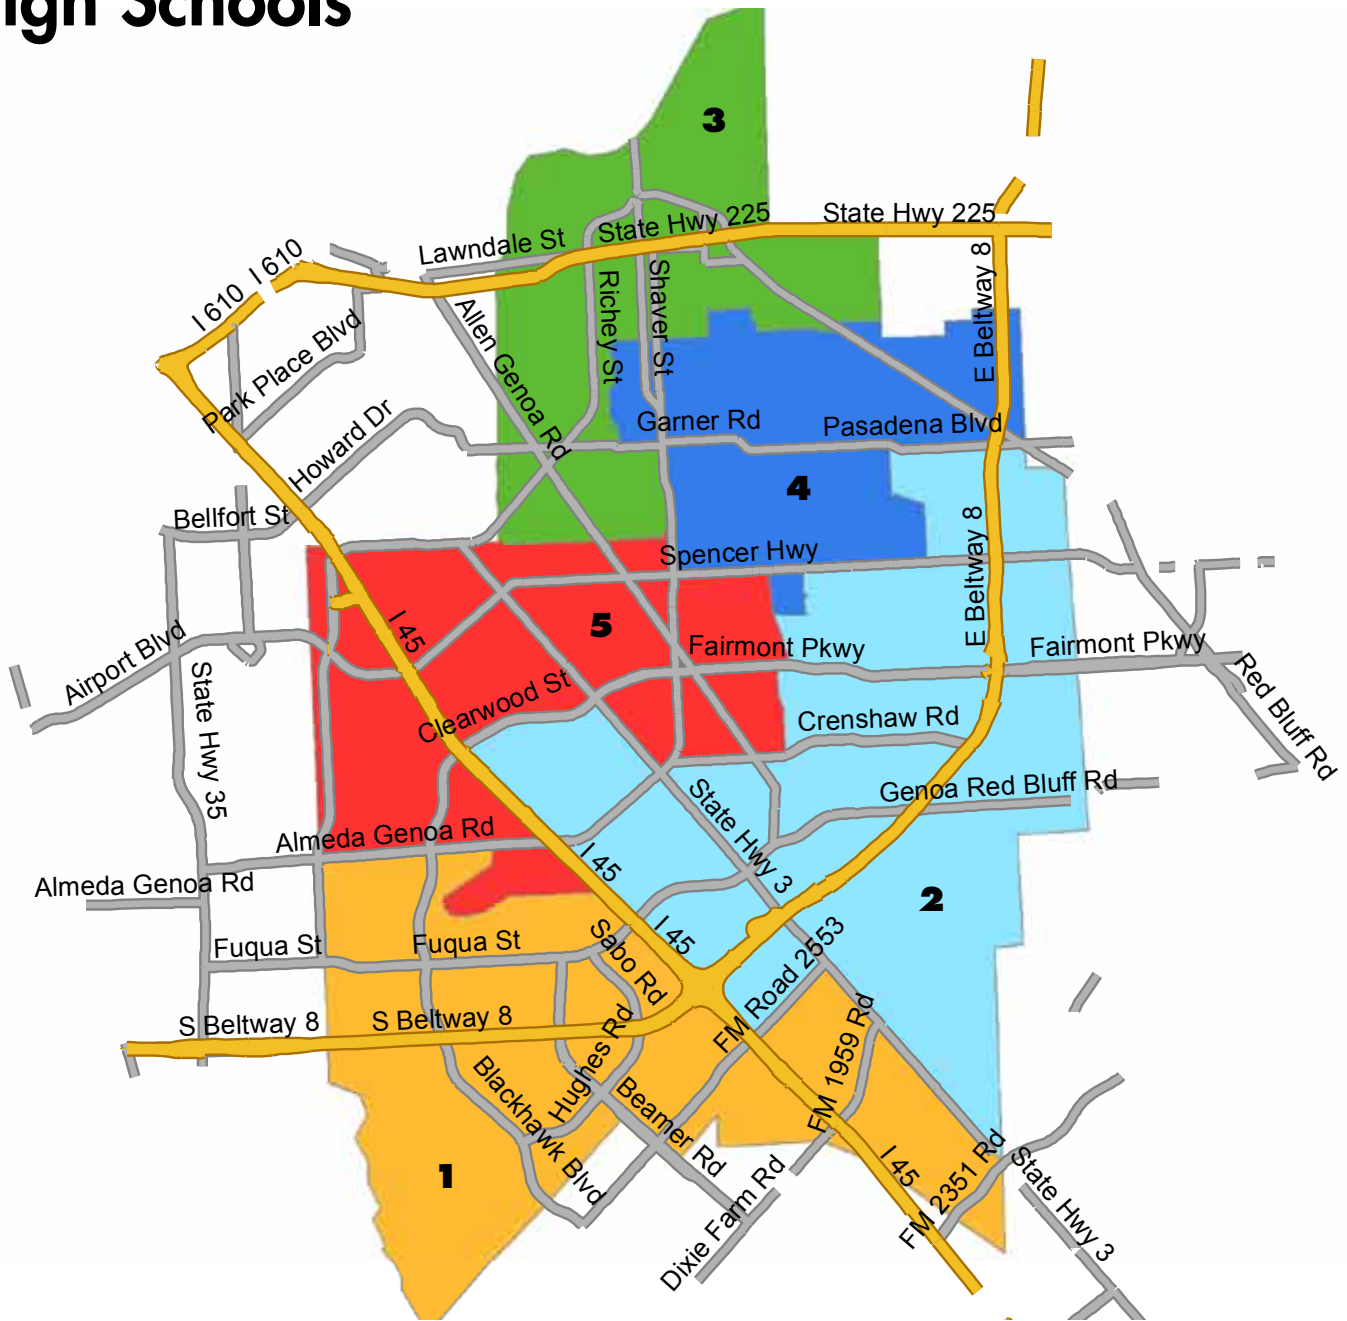 igh Schools
3
State Hwy 225
State Hwy 225
Lawndale St
I 610
I 610
E Beltway 8
Park Place Blvd
Allen Genoa Rd
Richey St
Shaver St
Howard Dr
Garner Rd
Pasadena Blvd
4
Bellfort St
Spencer Hwy
E Beltway 8
I 45
5
Airport Blvd
Fairmont Pkwy
Fairmont Pkwy
State Hwy 35
Clearwood St
Red Bluff Rd
Crenshaw Rd
Genoa Red Bluff Rd
State Hwy 3
Almeda Genoa Rd
I 45
Almeda Genoa Rd
2
Fuqua St
Fuqua St
Sabo Rd
I 45
FM Road 2553
S Beltway 8
S Beltway 8
Hughes Rd
FM 1959 Rd
Blackhawk Blvd
Beamer Rd
1
I 45
FM 2351 Rd
State Hwy 3
Dixie Farm Rd